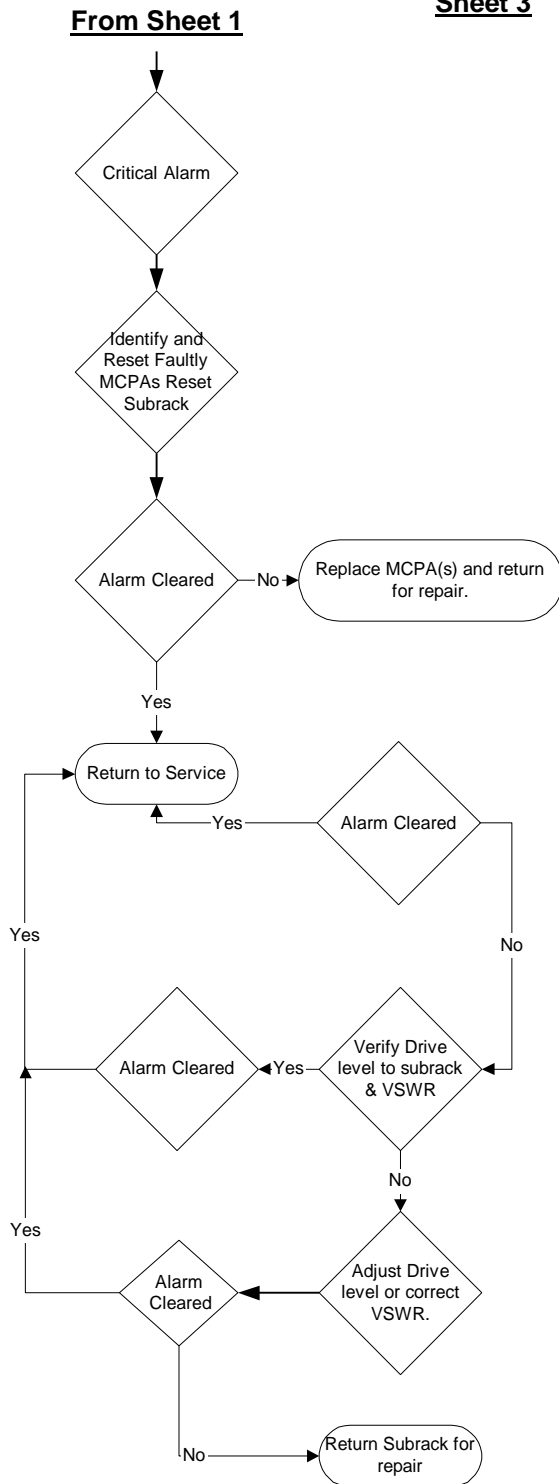 Sheet 3
From Sheet 1
Critical Alarm
Identify and
Reset Faultly
MCPAs Reset
Subrack
Alarm Cleared
No
Replace MCPA(s) and return
for repair.
Yes
Return to Service
Yes
Alarm Cleared
No
Yes
Alarm Cleared
Yes
Verify Drive
level to subrack
& VSWR
No
Yes
Alarm
Cleared
Adjust Drive
level or correct
VSWR.
No
Return Subrack for
repair